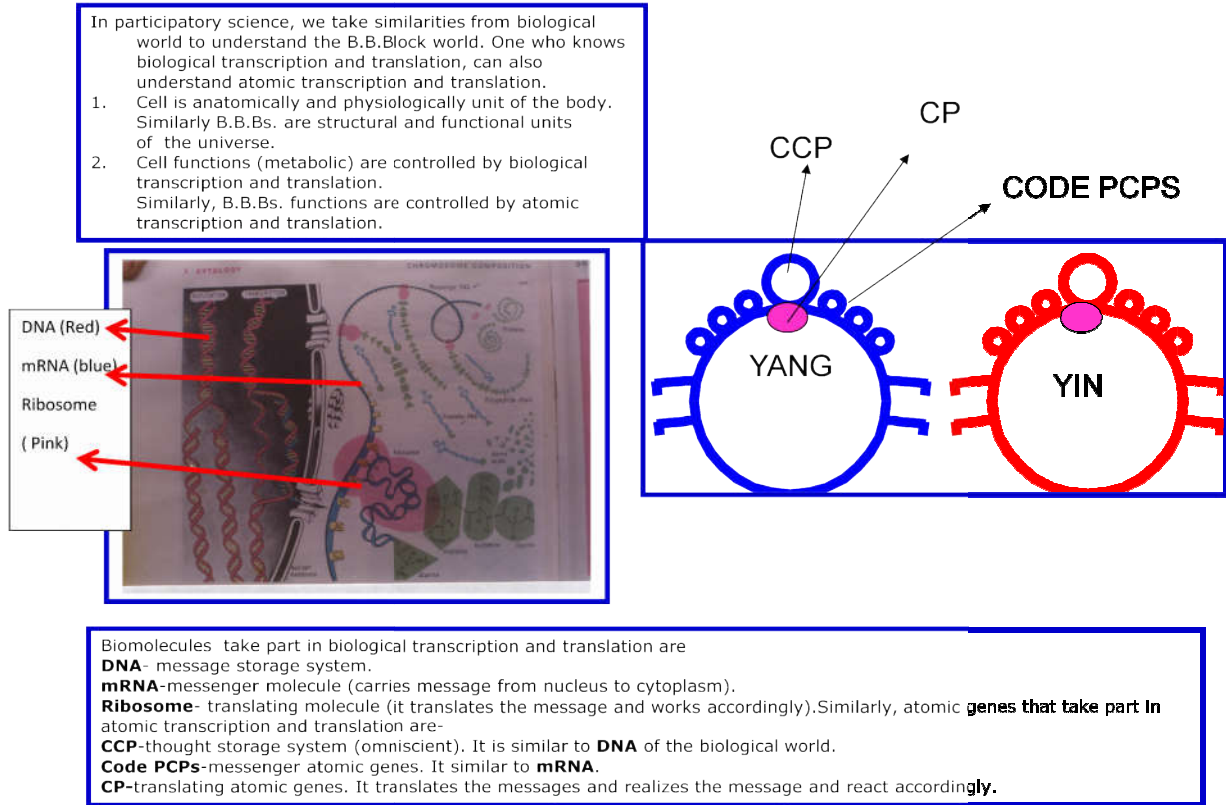 In participatory science, we take similarities from biological
world to understand the B.B.Block world. One who knows
biological transcription and translation, can also
understand atomic transcription and translation.
1. Cell is anatomically and physiologically unit of the body.
Similarly B.B.Bs. are structural and functional units
of the universe.
2. Cell functions (metabolic) are controlled by biological
transcription and translation.
Similarly, B.B.Bs. functions are controlled by atomic
transcription and translation.
CP
CCP
CODE PCPS
YANG
YIN
CHROMOSOME COMPOSITION
DNA (Red)
mRNA (blue)
Ribosome
( Pink)
Biomolecules take part in biological transcription and translation are
DNA- message storage system.
mRNA-messenger molecule (carries message from nucleus to cytoplasm).
Ribosome- translating molecule (it translates the message and works accordingly).Similarly, atomic genes that take part in
atomic transcription and translation are-
CCP-thought storage system (omniscient). It is similar to DNA of the biological world.
Code PCPs-messenger atomic genes. It similar to mRNA.
CP-translating atomic genes. It translates the messages and realizes the message and react accordingly.